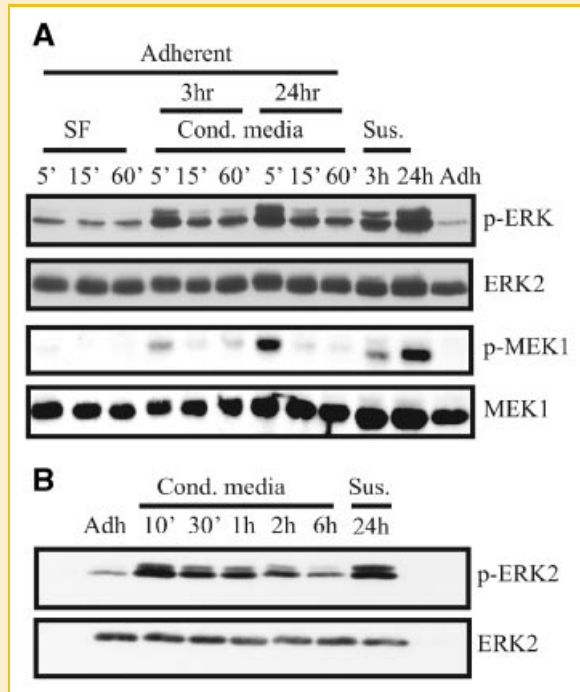 A
Adherent
3hr 24hr
SF Cond. media Sus.
5’ 15’ 60’ 5’ 15’ 60’ 5’ 15’ 60’ 3h 24h Adh
p-ERK
ERK2
p-MEK1
MEK1
B
Cond. media Sus.
Adh 10’ 30’ 1h 2h 6h 24h
p-ERK2
ERK2